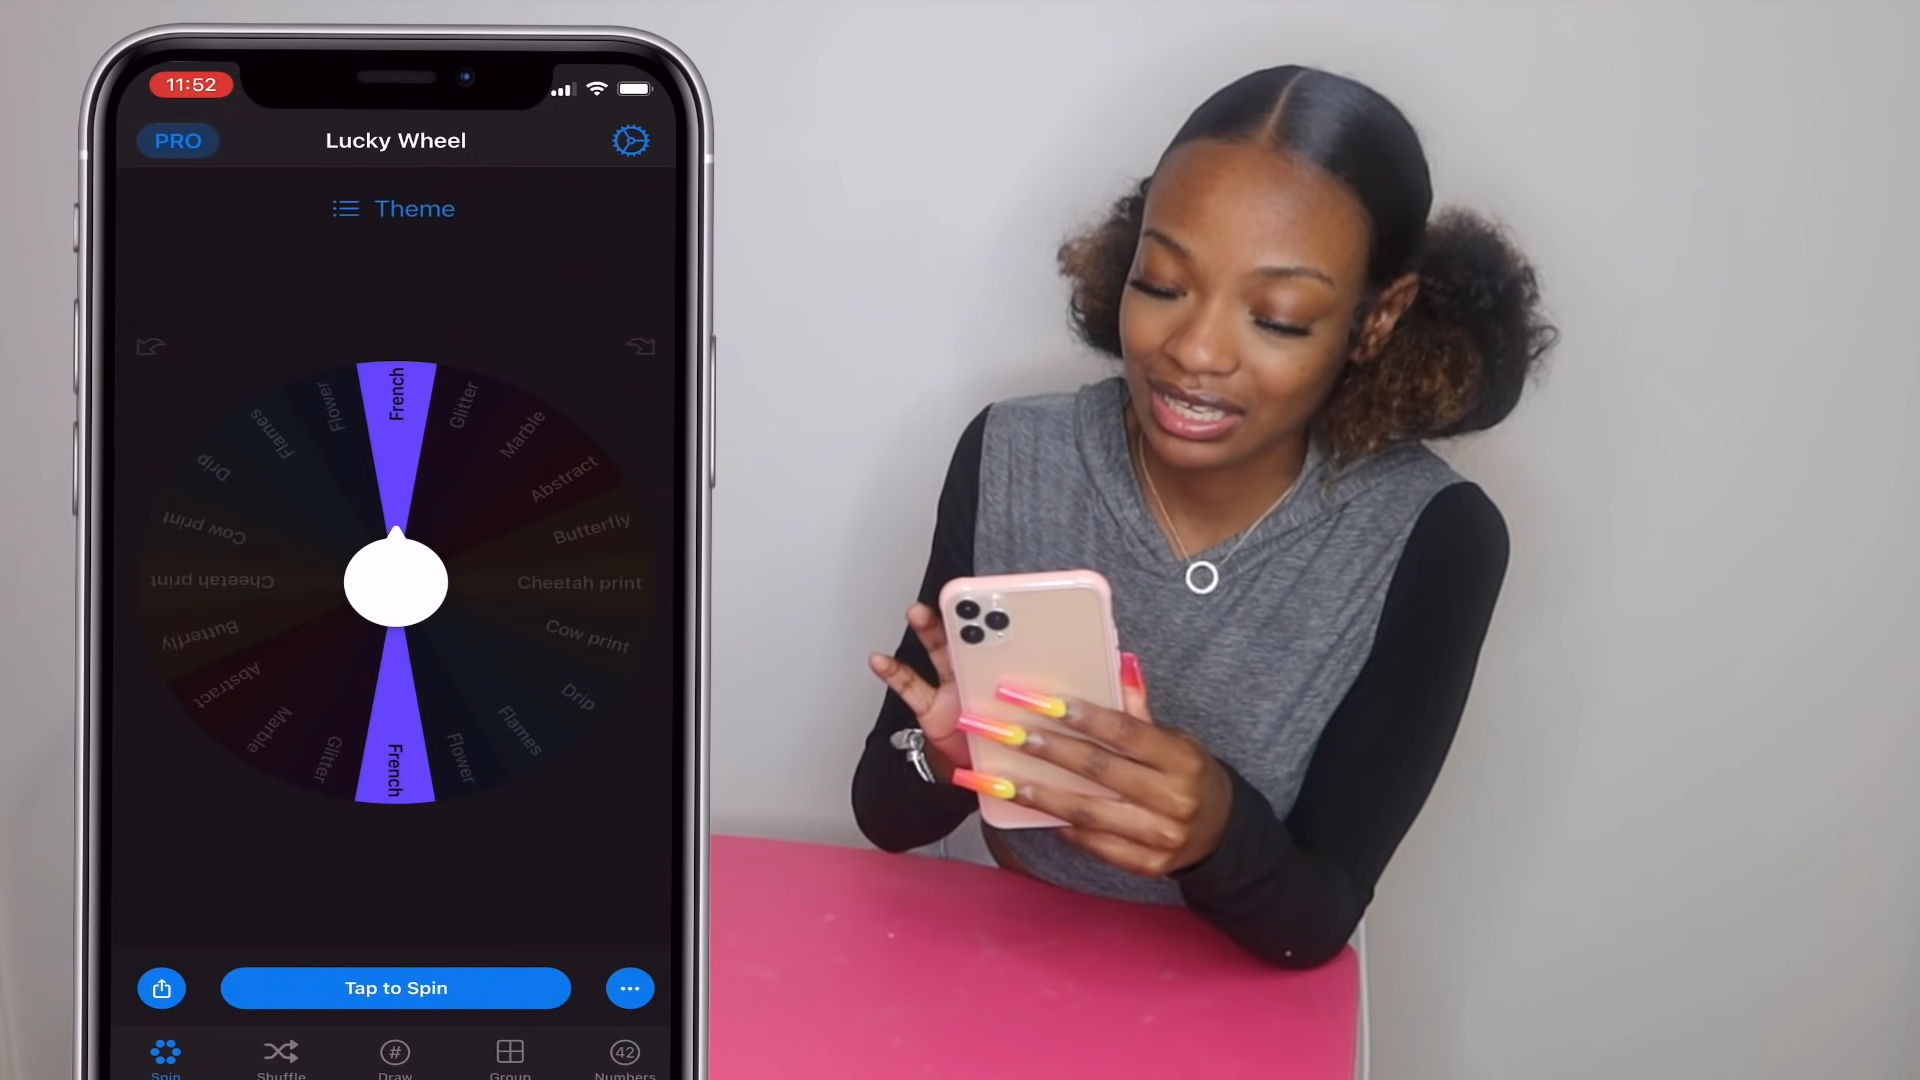 11:52
PRO
Lucky Wheel
Theme
French
Glitter
Marble
Abstract
Butterfly
Cheetah print
Cow print
Drip
Flames
Flower
French
Glitter
Marble
Abstract
Butterfly
Cheetah print
Cow print
Drip
Flames
Flower
Tap to Spin
Spin
Shuffle
#
Draw
Group
42
Numbers